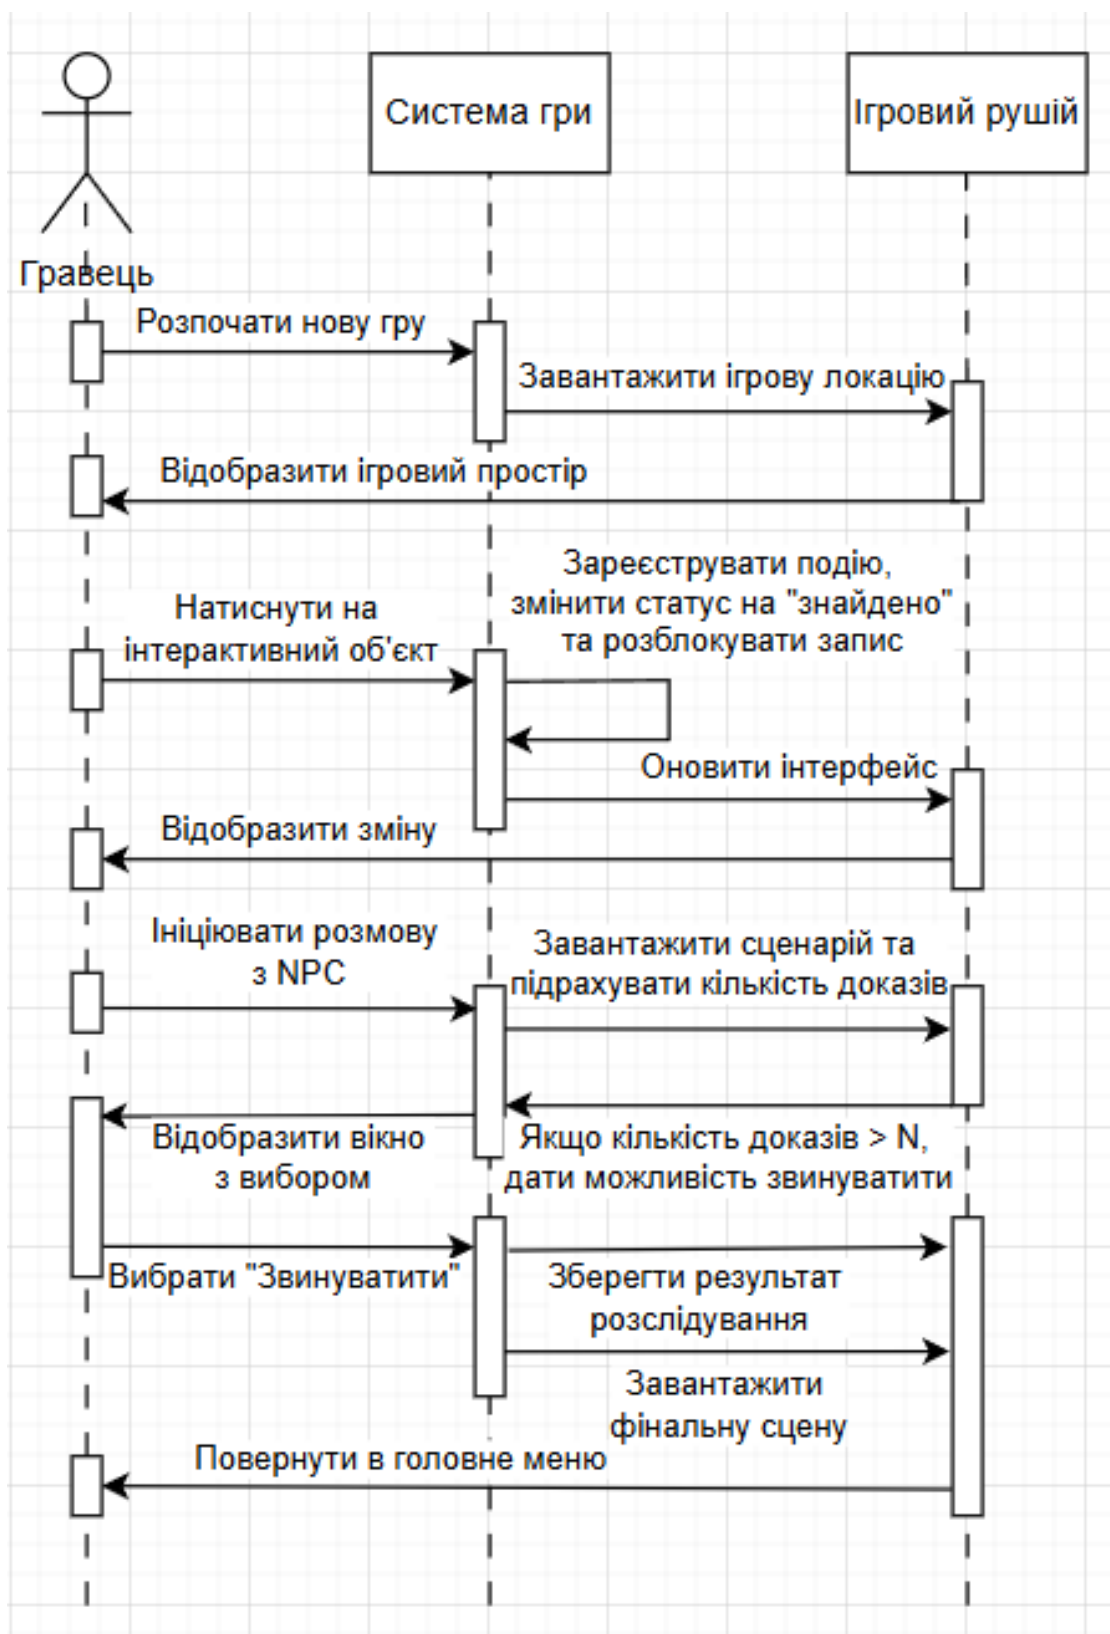 Система гри
Ігровий рушій
Гравець
Розпочати нову гру
Завантажити ігрову локацію
Відобразити ігровий простір
Зареєструвати подію,
змінити статус на "знайдено"
та розблокувати запис
Натиснути на
інтерактивний об'єкт
Оновити інтерфейс
Відобразити зміну
Ініціювати розмову
з NPC
Завантажити сценарій та
підрахувати кількість доказів
Відобразити вікно
з вибором
Якщо кількість доказів > N,
дати можливість звинуватити
Вибрати "Звинуватити"
Зберегти результат
розслідування
Завантажити
фінальну сцену
Повернути в головне меню